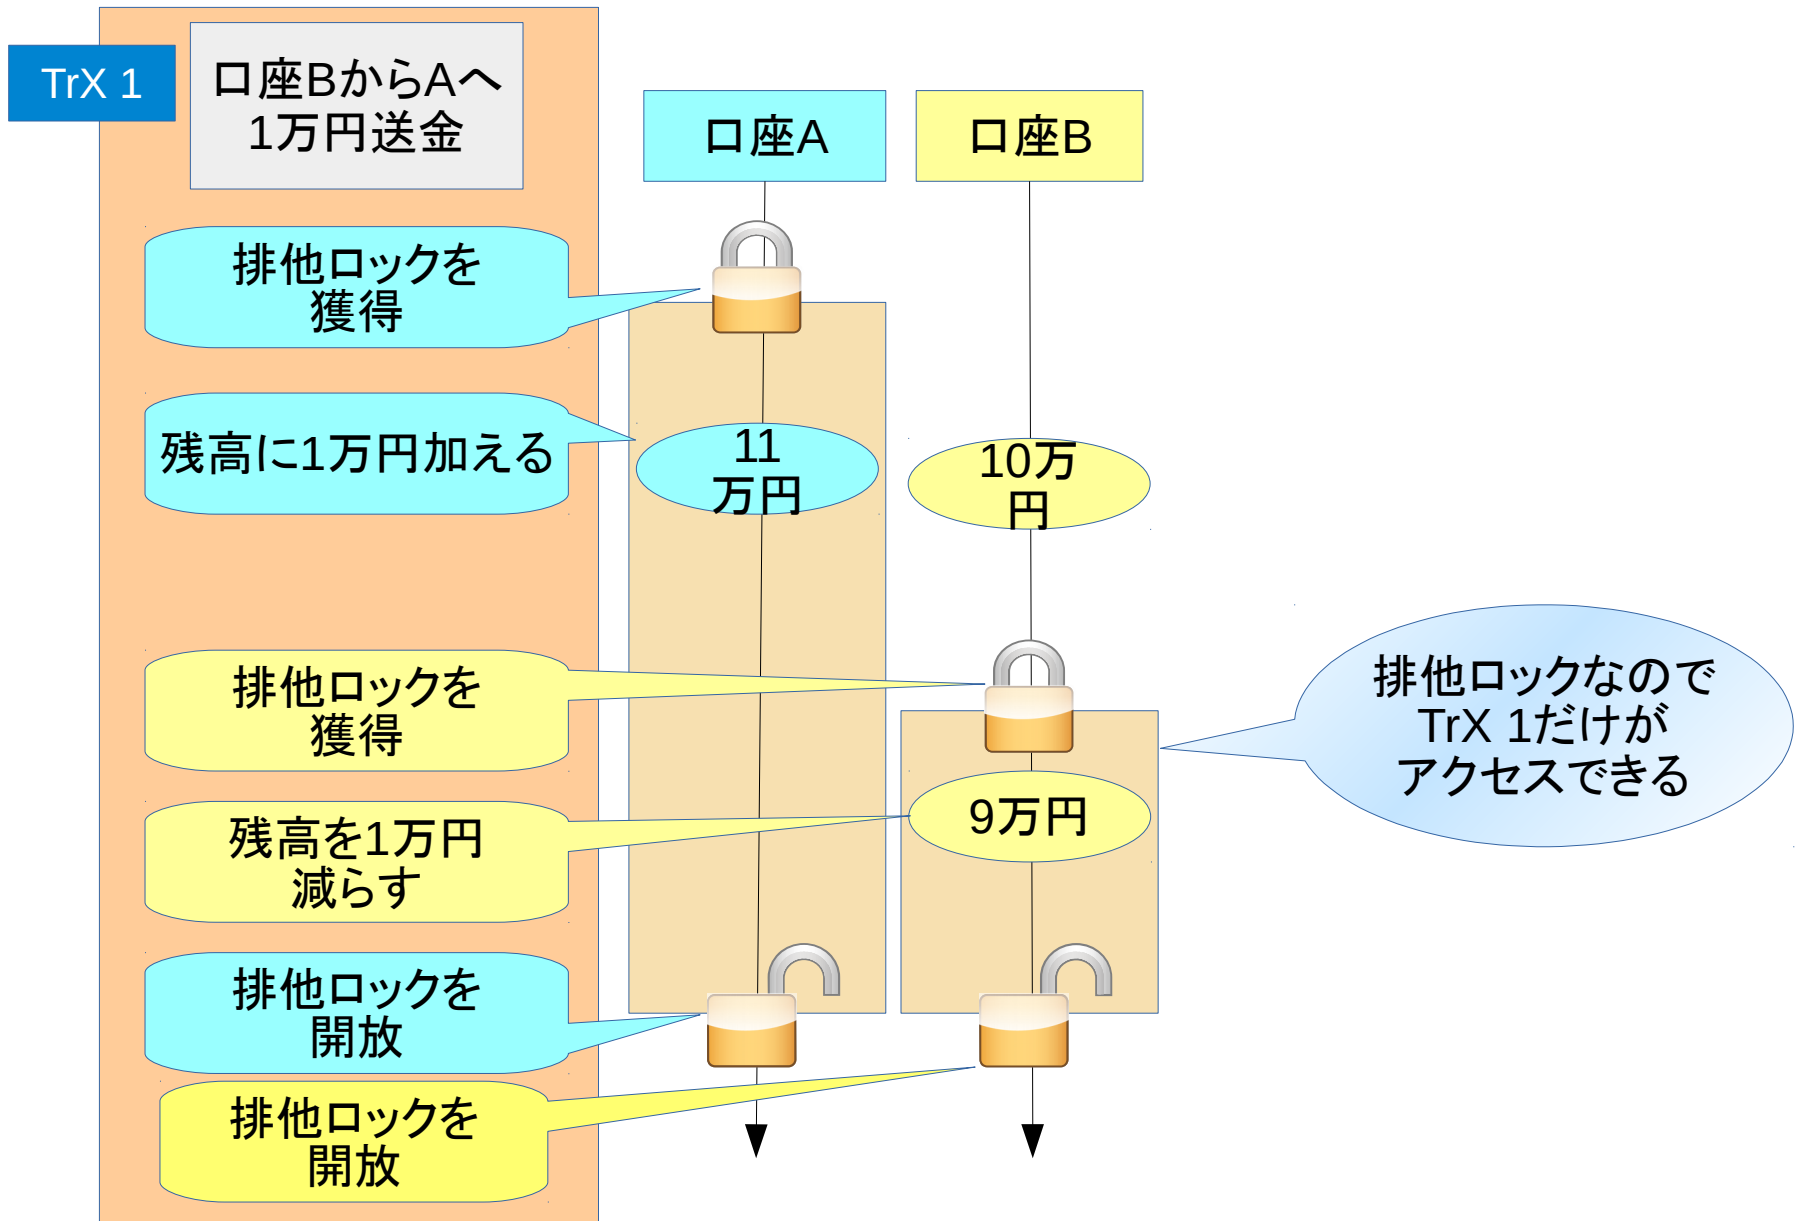 TrX 1
口座BからAへ
1万円送金
口座A
口座B
排他ロックを
獲得
残高に1万円加える
11
万円
10万
円
排他ロックを
獲得
排他ロックなので
TrX 1だけが
アクセスできる
残高を1万円
減らす
9万円
排他ロックを
開放
排他ロックを
開放